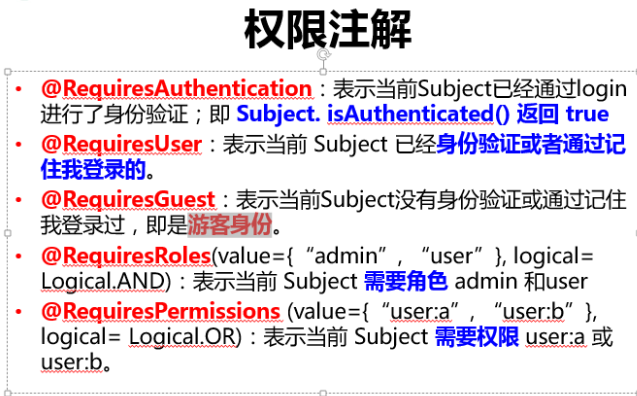 权限注解
• @RequiresAuthentication：表示当前Subject已经通过login
进行了身份验证；即 Subject. isAuthenticated() 返回 true
• @RequiresUser：表示当前 Subject 已经身份验证或者通过记
住我登录的。
• @RequiresGuest：表示当前Subject没有身份验证或通过记住
我登录过，即是游客身份。
• @RequiresRoles(value={“admin”, “user”}, logical=
Logical.AND)：表示当前 Subject 需要角色 admin 和user
• @RequiresPermissions (value={“user:a”, “user:b”},
logical= Logical.OR)：表示当前 Subject 需要权限 user:a 或
user:b。